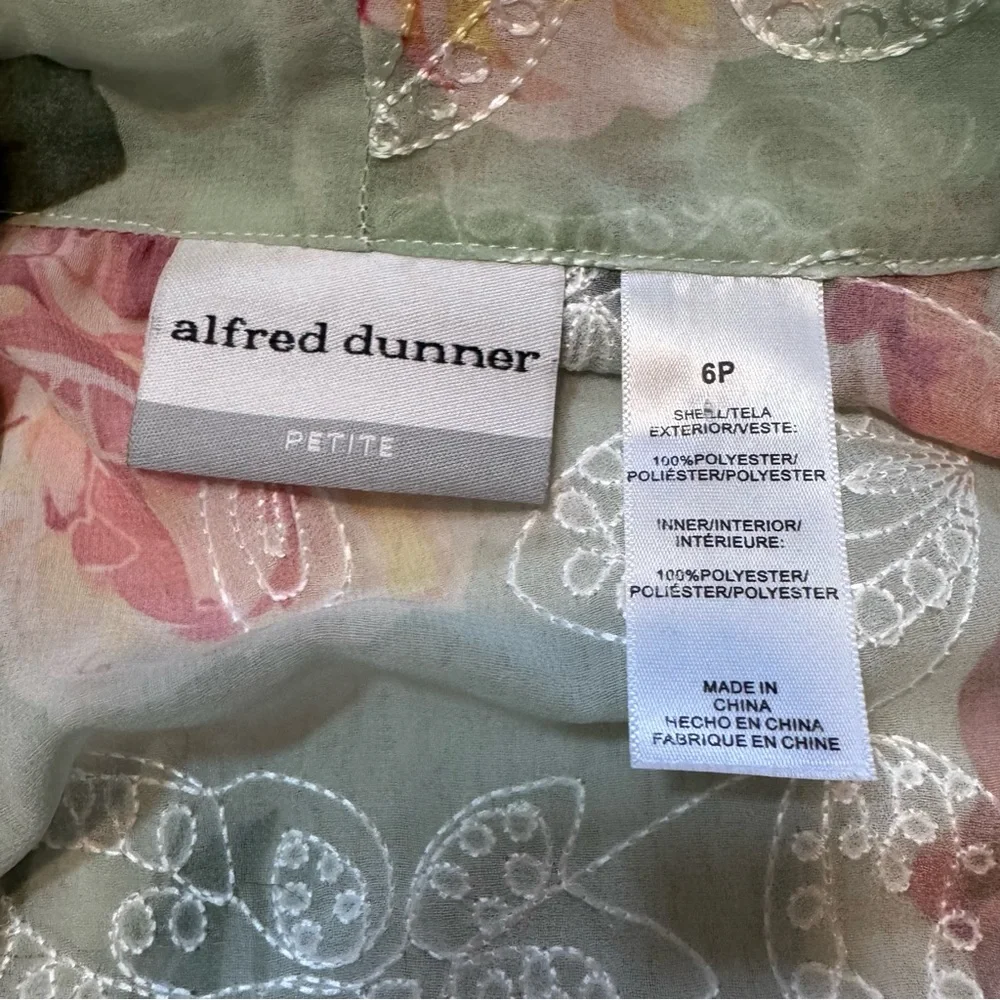 alfred dunner
PETITE
6P
SHELL/TELA
EXTERIOR/VESTE:
100%POLYESTER/
POLIÉSTER/POLYESTER
INNER/INTERIOR/
INTÉRIEURE:
100%POLYESTER/
POLIÉSTER/POLYESTER
MADE IN
CHINA
HECHO EN CHINA
FABRIQUE EN CHINE